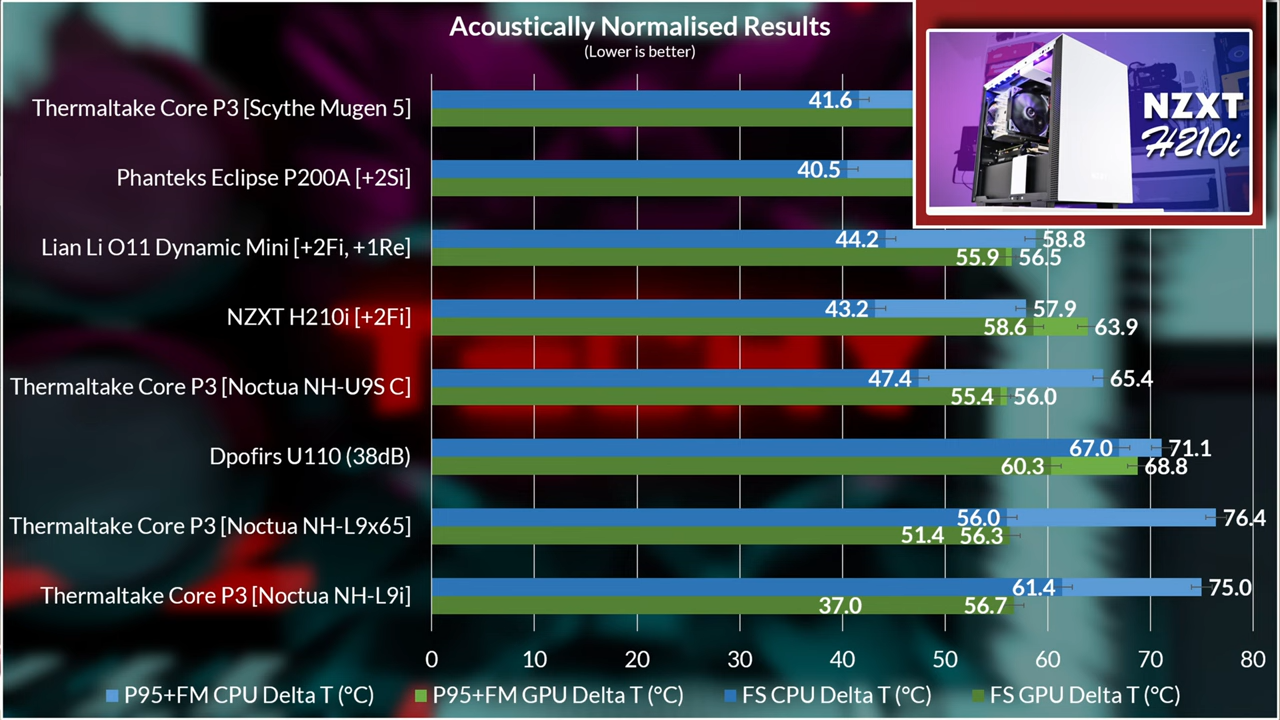 Acoustically Normalised Results
(Lower is better)
NZXT
H210i
Thermaltake Core P3 [Scythe Mugen 5]
41.6
Phanteks Eclipse P200A [+2Si]
40.5
Lian Li O11 Dynamic Mini [+2Fi, +1Re]
44.2 58.8
55.9 56.5
NZXT H210i [+2Fi]
43.2 57.9
58.6 63.9
Thermaltake Core P3 [Noctua NH-U9S C]
47.4 65.4
55.4 56.0
Dpofirs U110 (38dB)
67.0 71.1
60.3 68.8
Thermaltake Core P3 [Noctua NH-L9x65]
56.0 76.4
51.4 56.3
Thermaltake Core P3 [Noctua NH-L9i]
61.4 75.0
37.0 56.7
0 10 20 30 40 50 60 70 80
P95+FM CPU Delta T (°C) P95+FM GPU Delta T (°C) FS CPU Delta T (°C) FS GPU Delta T (°C)